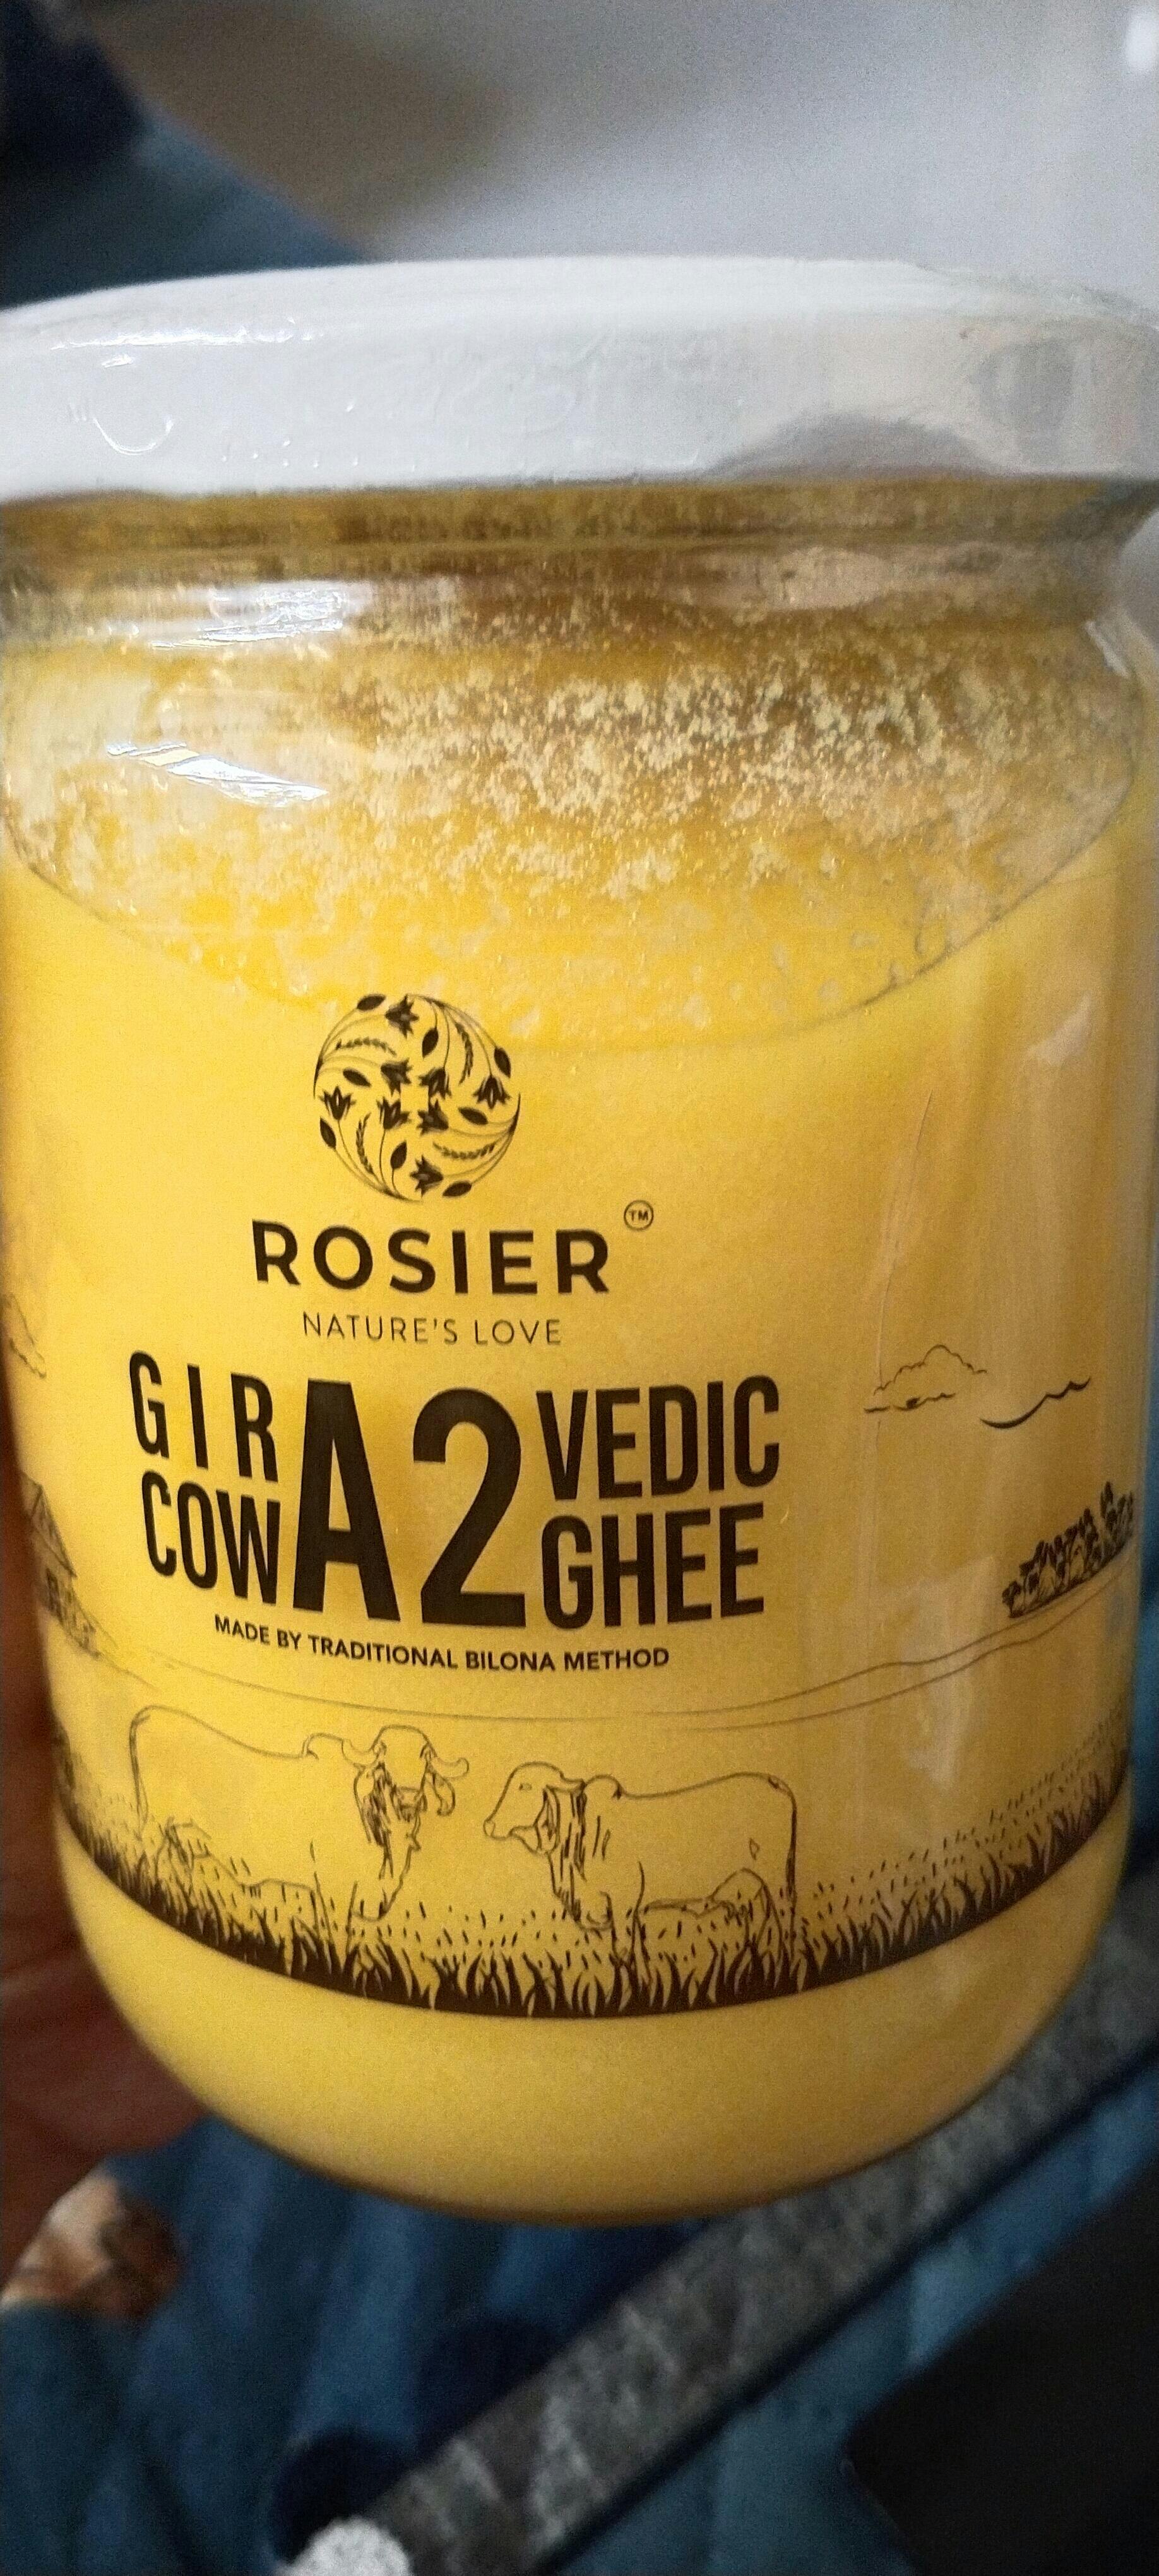 ROSIER™
NATURE'S LOVE
GIR COW A2 VEDIC GHEE
MADE BY TRADITIONAL BILONA METHOD